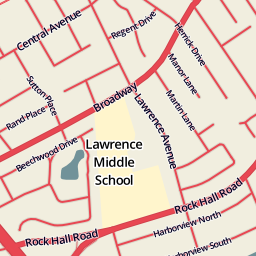 Central Avenue
Regent Drive
Herrick Drive
Sutton Place
Manor Lane
Rand Place
Broadway
Martin Lane
Lawrence Avenue
Beechwood Drive
Lawrence
Middle
School
Rock Hall Road
Rock Hall Road
Harborview North
Harborview South